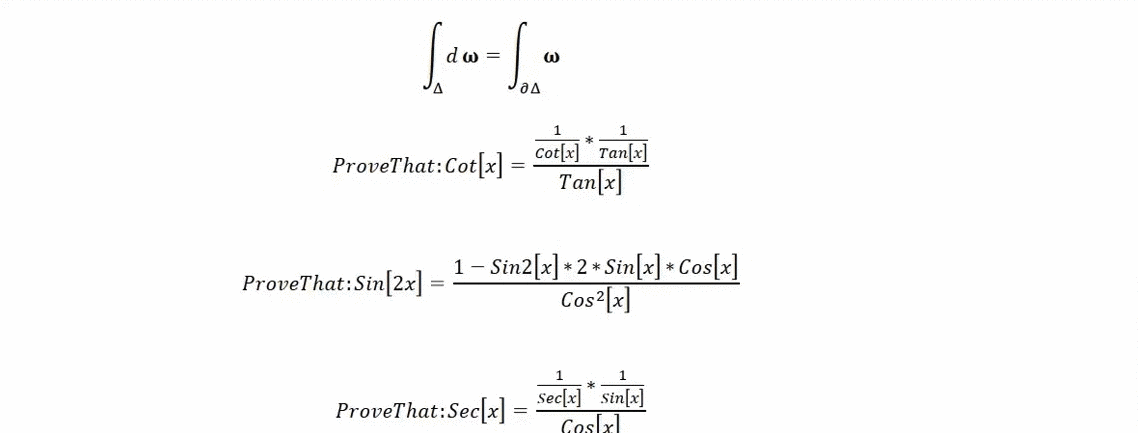 ∫_Δ d ω = ∫_∂Δ ω
ProveThat:Cot[x] = (1/Cot[x] * 1/Tan[x])/Tan[x]
ProveThat:Sin[2x] = (1 − Sin2[x] * 2 * Sin[x] * Cos[x])/Cos²[x]
ProveThat:Sec[x] = (1/Sec[x] * 1/Sin[x])/Cos[x]